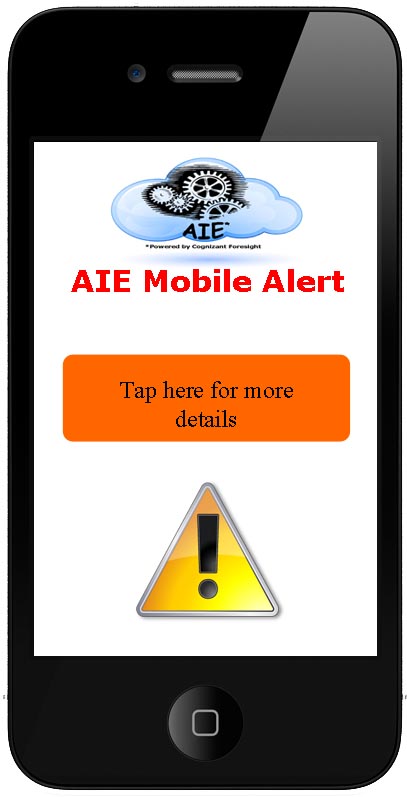 AIE*
*Powered by Cognizant Foresight
AIE Mobile Alert
Tap here for more
details